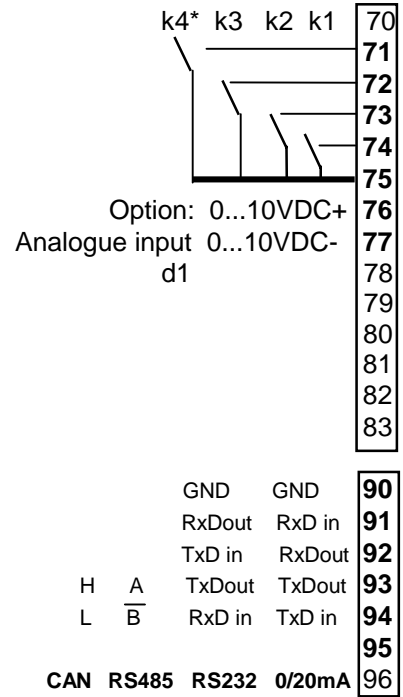 k4* k3 k2 k1 70
71
72
73
74
75
Option: 0...10VDC+ 76
Analogue input 0...10VDC- 77
d1 78
79
80
81
82
83
GND GND 90
RxDout RxD in 91
TxD in RxDout 92
H A TxDout TxDout 93
L B̅ RxD in TxD in 94
95
CAN RS485 RS232 0/20mA 96